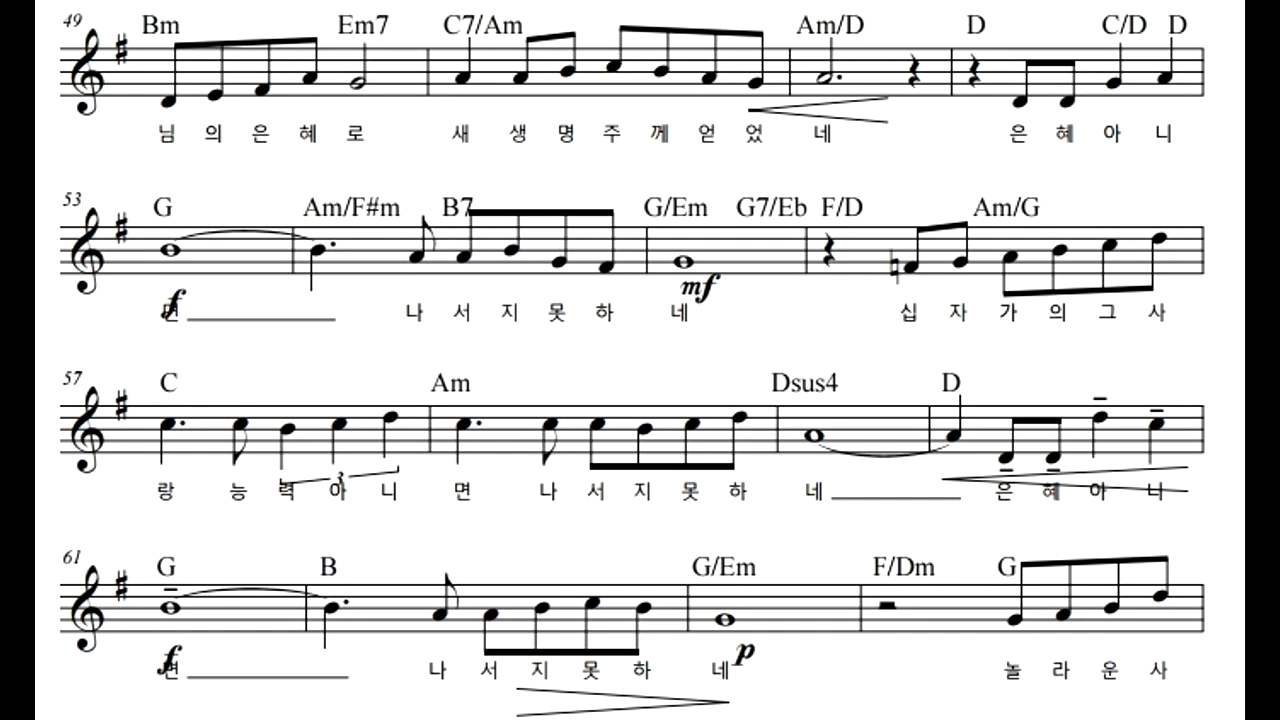 49 Bm Em7 C7/Am Am/D D C/D D
님 의 은 혜 로 새 생 명 주 께 얻 었 네 은 혜 아 니
53 G Am/F#m B7 G/Em G7/Eb F/D Am/G
f mf
면 나 서 지 못 하 네 십 자 가 의 그 사
57 C Am Dsus4 D
3
랑 능 력 아 니 면 나 서 지 못 하 네 은 혜 아 니
61 G B G/Em F/Dm G
f p
면 나 서 지 못 하 네 놀 라 운 사